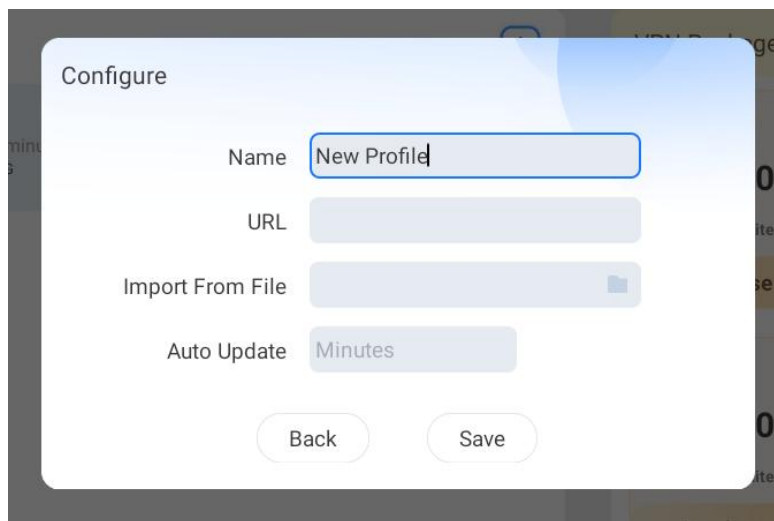 Configure
Name
New Profile
URL
Import From File
Auto Update
Minutes
Back
Save